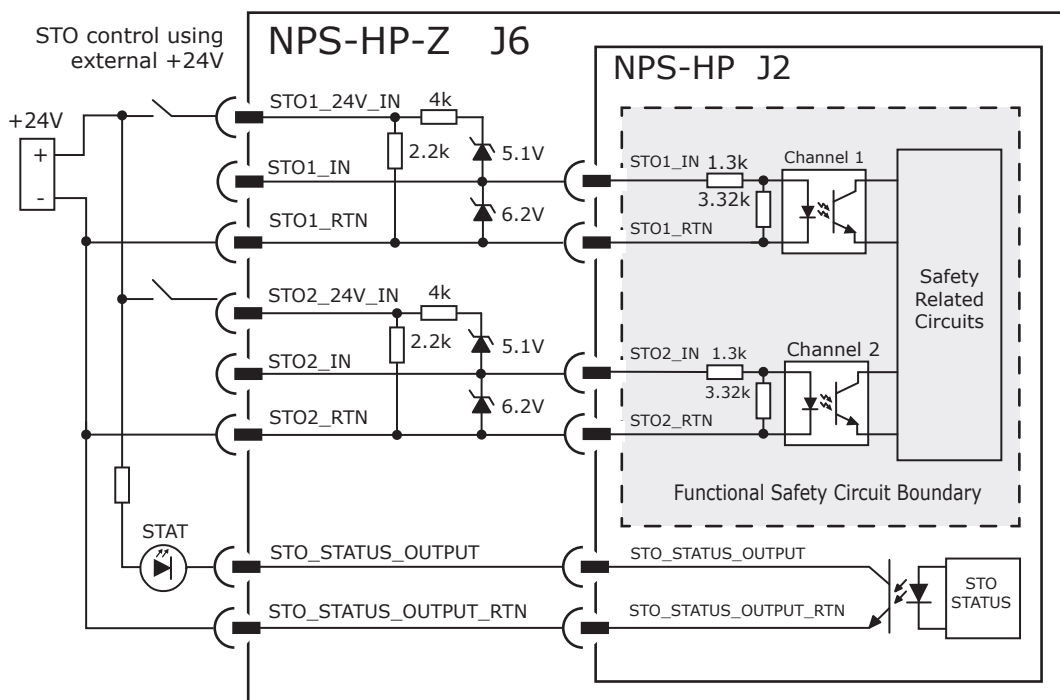 STO control using
external +24V
+24V
+
-
NPS-HP-Z J6
NPS-HP J2
STO1_24V_IN
4k
2.2k
5.1V
STO1_IN
6.2V
STO1_RTN
STO1_IN
1.3k
3.32k
STO1_RTN
Channel 1
Safety
Related
Circuits
STO2_24V_IN
4k
2.2k
5.1V
STO2_IN
6.2V
STO2_RTN
STO2_IN
1.3k
3.32k
STO2_RTN
Channel 2
Functional Safety Circuit Boundary
STAT
STO_STATUS_OUTPUT
STO_STATUS_OUTPUT
STO_STATUS_OUTPUT_RTN
STO_STATUS_OUTPUT_RTN
STO
STATUS